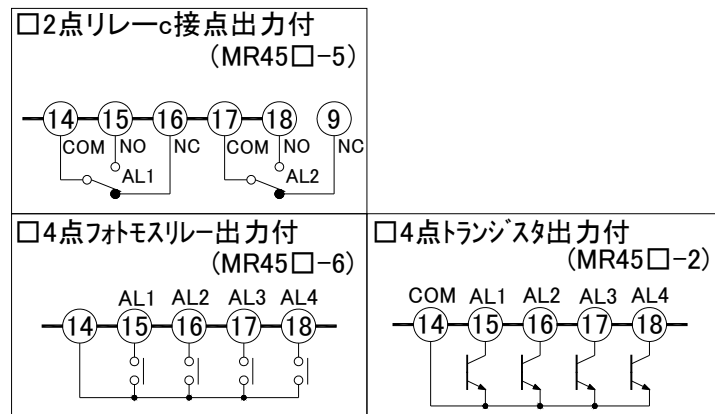 □2点リレーc接点出力付
(MR45□-5)
14 15 16 17 18 9
COM NO NC COM NO NC
AL1 AL2
□4点フォトモスリレー出力付
(MR45□-6)
AL1 AL2 AL3 AL4
14 15 16 17 18
□4点トランジスタ出力付
(MR45□-2)
COM AL1 AL2 AL3 AL4
14 15 16 17 18